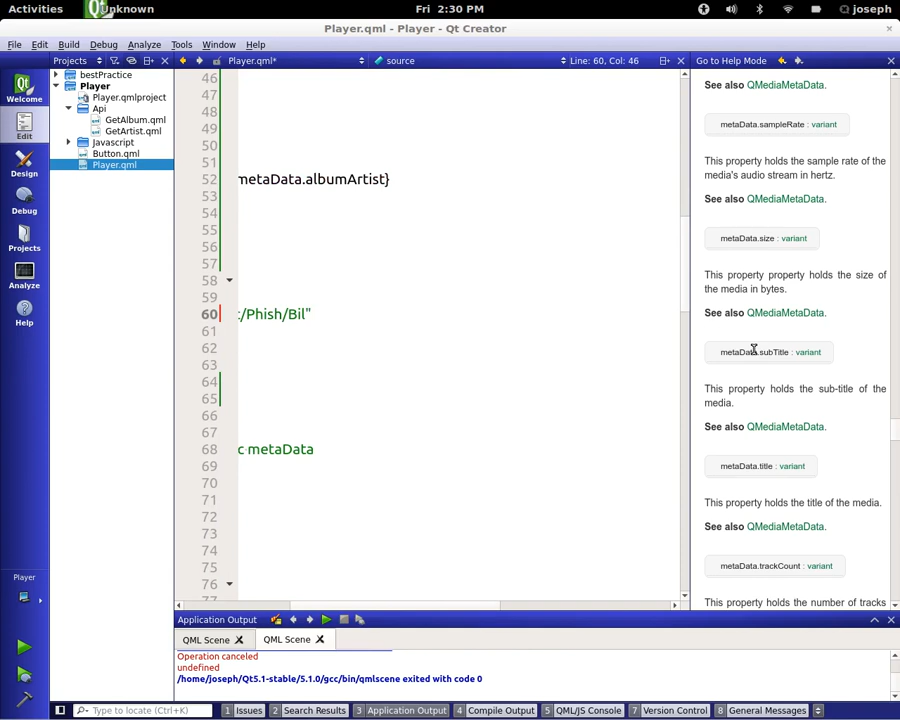 Activities Unknown Fri 2:30 PM joseph
Player.qml - Player - Qt Creator
File Edit Build Debug Analyze Tools Window Help
Projects Player.qml* source Line: 60, Col: 46 Go to Help Mode
bestPractice
Player
Player.qmlproject
Api
GetAlbum.qml
GetArtist.qml
Javascript
Button.qml
Player.qml
Welcome
Edit
Design
Debug
Projects
Analyze
Help
Player
46
47
48
49
50
51
52 metaData.albumArtist}
53
54
55
56
57
58
59
60 :/Phish/Bil"
61
62
63
64
65
66
67
68 c metaData
69
70
71
72
73
74
75
76
77
See also QMediaMetaData.
metaData.sampleRate : variant
This property holds the sample rate of the
media's audio stream in hertz.
See also QMediaMetaData.
metaData.size : variant
This property property holds the size of
the media in bytes.
See also QMediaMetaData.
metaData.subTitle : variant
This property holds the sub-title of the
media.
See also QMediaMetaData.
metaData.title : variant
This property holds the title of the media.
See also QMediaMetaData.
metaData.trackCount : variant
This property holds the number of tracks
Application Output
QML Scene QML Scene
Operation canceled
undefined
/home/joseph/Qt5.1-stable/5.1.0/gcc/bin/qmlscene exited with code 0
Type to locate (Ctrl+K) 1 Issues 2 Search Results 3 Application Output 4 Compile Output 5 QML/JS Console 7 Version Control 8 General Messages